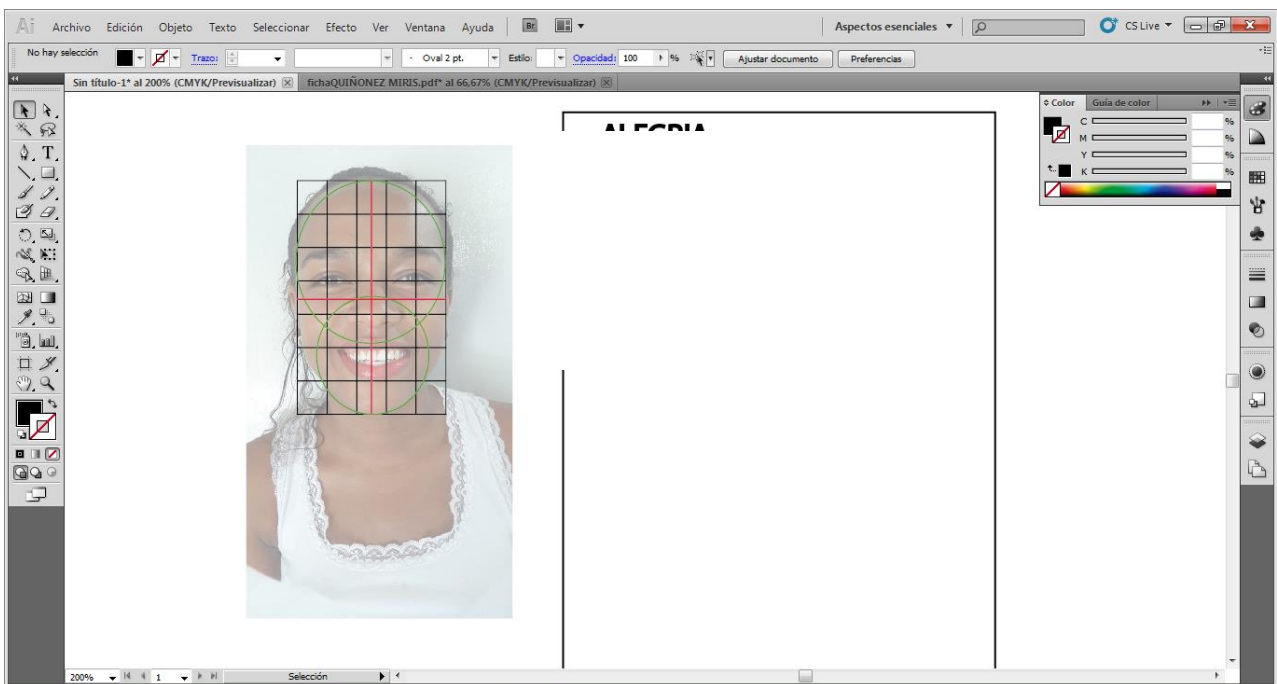 Ai Archivo Edición Objeto Texto Seleccionar Efecto Ver Ventana Ayuda Br Aspectos esenciales CS Live
No hay selección Trazo: Oval 2 pt. Estilo: Opacidad: 100 % Ajustar documento Preferencias
Sin título-1* al 200% (CMYK/Previsualizar) fichaQUIÑONEZ MIRIS.pdf* al 66,67% (CMYK/Previsualizar)
Color Guía de color
C %
M %
Y %
K %
ALEGRIA
T
200% 1 Selección